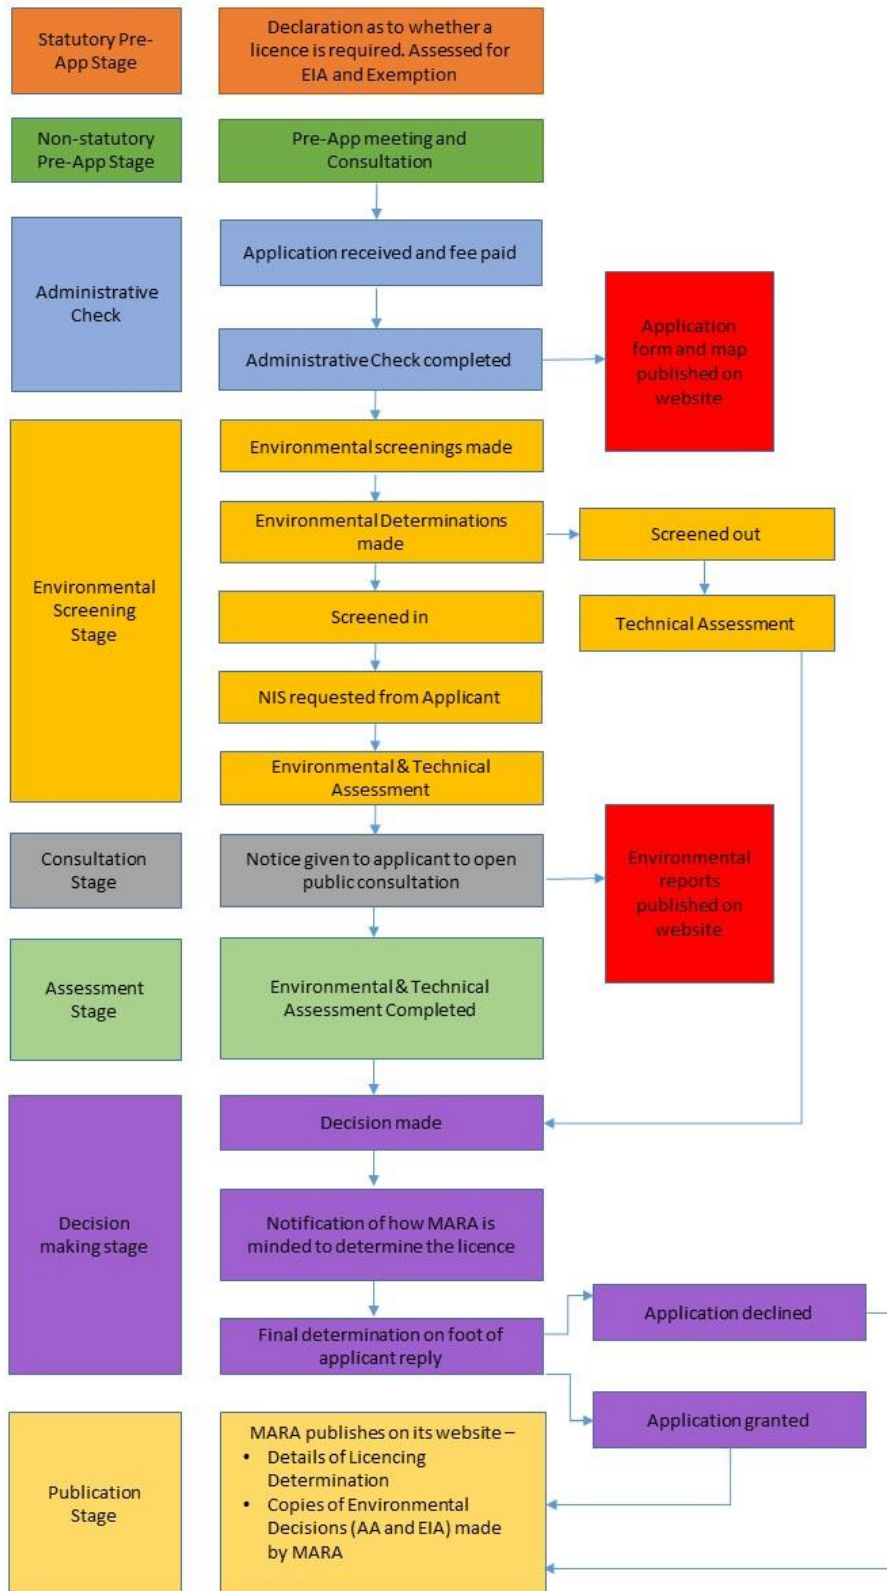 Statutory Pre-
App Stage
Declaration as to whether a
licence is required. Assessed for
EIA and Exemption
Non-statutory
Pre-App Stage
Pre-App meeting and
Consultation
Administrative
Check
Application received and fee paid
Administrative Check completed
Application
form and map
published on
website
Environmental
Screening
Stage
Environmental screenings made
Environmental Determinations
made
Screened out
Technical Assessment
Screened in
NIS requested from Applicant
Environmental & Technical
Assessment
Consultation
Stage
Notice given to applicant to open
public consultation
Environmental
reports
published on
website
Assessment
Stage
Environmental & Technical
Assessment Completed
Decision
making stage
Decision made
Notification of how MARA is
minded to determine the licence
Final determination on foot of
applicant reply
Application declined
Application granted
Publication
Stage
MARA publishes on its website –
• Details of Licencing
Determination
• Copies of Environmental
Decisions (AA and EIA) made
by MARA